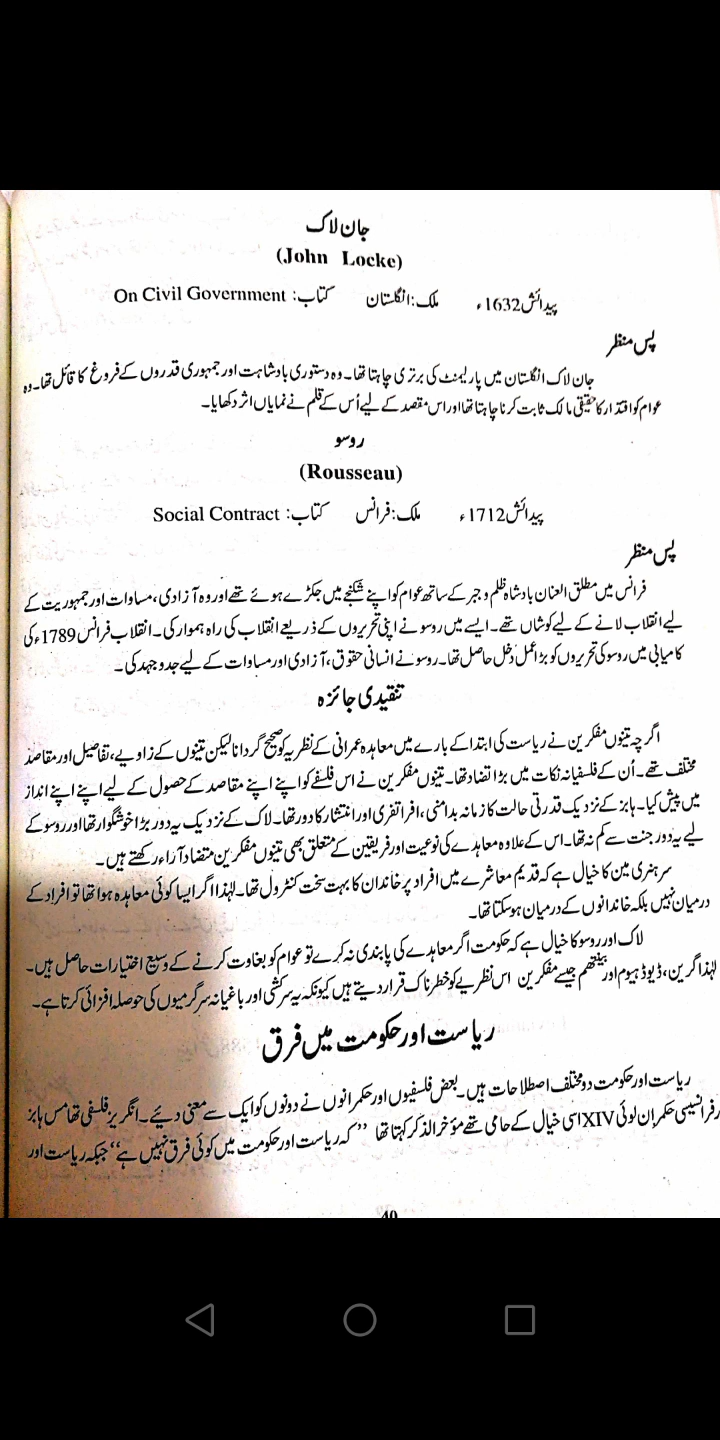 جان لاک
(John Locke)
پیدائش 1632ء ملک: انگلستان کتاب: On Civil Government
پس منظر
جان لاک انگلستان میں پارلیمنٹ کی برتری چاہتا تھا۔ وہ دستوری بادشاہت اور جمہوری قدروں کے فروغ کا قائل تھا۔ وہ
عوام کو اقتدار کا حقیقی مالک ثابت کرنا چاہتا تھا اور اس مقصد کے لیے اُس کے قلم نے نمایاں اثر دکھایا۔
روسو
(Rousseau)
پیدائش 1712ء ملک: فرانس کتاب: Social Contract
پس منظر
فرانس میں مطلق العنان بادشاہ ظلم و جبر کے ساتھ عوام کو اپنے شکنجے میں جکڑے ہوئے تھے اور وہ آزادی، مساوات اور جمہوریت کے
لیے انقلاب لانے کے لیے کوشاں تھے۔ ایسے میں روسو نے اپنی تحریروں کے ذریعے انقلاب کی راہ ہموار کی۔ انقلاب فرانس 1789ء کی
کامیابی میں روسو کی تحریروں کو بڑا عمل دخل حاصل تھا۔ روسو نے انسانی حقوق، آزادی اور مساوات کے لیے جدوجہد کی۔
تنقیدی جائزہ
اگرچہ تینوں مفکرین نے ریاست کی ابتدا کے بارے میں معاہدہ عمرانی کے نظریہ کو صحیح گردانا لیکن تینوں کے زاویے، تفاصیل اور مقاصد
مختلف تھے۔ اُن کے فلسفیانہ نکات میں بڑا تضاد تھا۔ تینوں مفکرین نے اس فلسفے کو اپنے اپنے مقاصد کے حصول کے لیے اپنے اپنے انداز
میں پیش کیا۔ ہابز کے نزدیک قدرتی حالت کا زمانہ بدامنی، افراتفری اور انتشار کا دور تھا۔ لاک کے نزدیک یہ دور بڑا خوشگوار تھا اور روسو کے
لیے یہ دور جنت سے کم نہ تھا۔ اس کے علاوہ معاہدے کی نوعیت اور فریقین کے متعلق بھی تینوں مفکرین متضاد آراء رکھتے ہیں۔
سر ہنری مین کا خیال ہے کہ قدیم معاشرے میں افراد پر خاندان کا بہت سخت کنٹرول تھا۔ لہٰذا اگر ایسا کوئی معاہدہ ہوا تھا تو افراد کے
درمیان نہیں بلکہ خاندانوں کے درمیان ہو سکتا تھا۔
لاک اور روسو کا خیال ہے کہ حکومت اگر معاہدے کی پابندی نہ کرے تو عوام کو بغاوت کرنے کے وسیع اختیارات حاصل ہیں۔
لہٰذا گرین، ڈیوڈ ہیوم اور بینتھم جیسے مفکرین اس نظریے کو خطرناک قرار دیتے ہیں کیونکہ یہ سرکشی اور باغیانہ سرگرمیوں کی حوصلہ افزائی کرتا ہے۔
ریاست اور حکومت میں فرق
ریاست اور حکومت دو مختلف اصطلاحات ہیں۔ بعض فلسفیوں اور حکمرانوں نے دونوں کو ایک سے معنی دیئے۔ انگریز فلسفی تھامس ہابز
اور فرانسیسی حکمران لوئی XIV اسی خیال کے حامی تھے مؤخر الذکر کہتا تھا ”کہ ریاست اور حکومت میں کوئی فرق نہیں ہے“ جبکہ ریاست اور
40